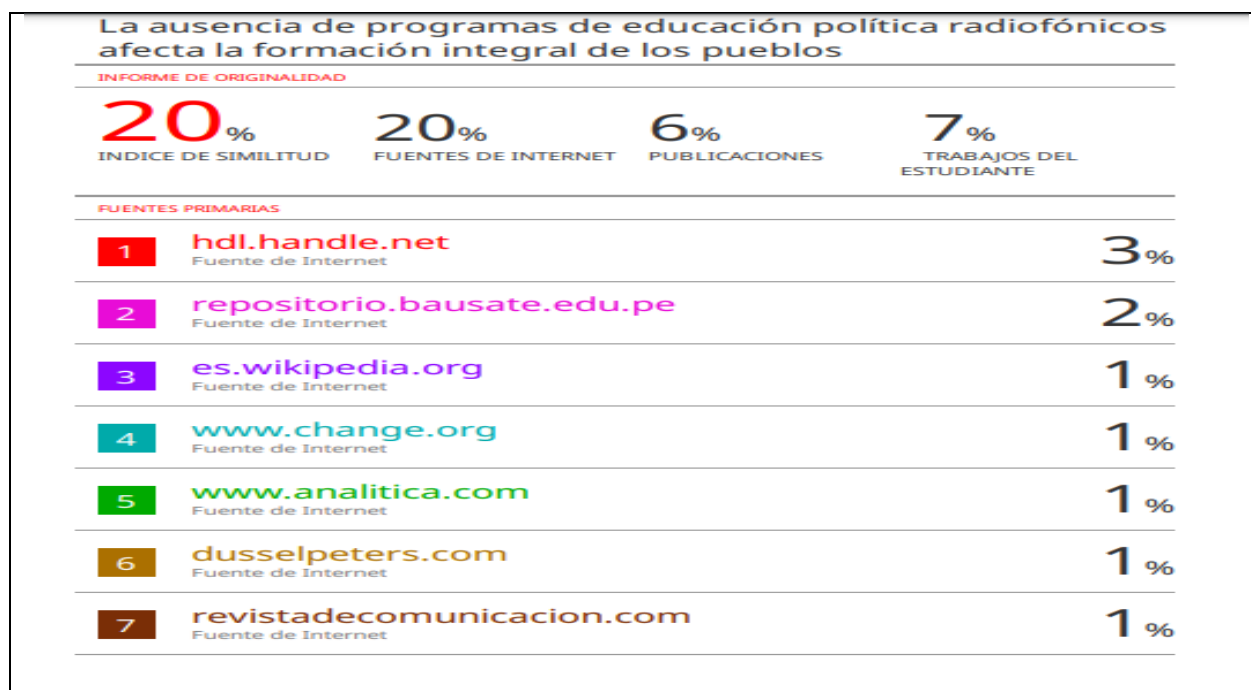 La ausencia de programas de educación política radiofónicos
afecta la formación integral de los pueblos
INFORME DE ORIGINALIDAD
20% 20% 6% 7%
INDICE DE SIMILITUD FUENTES DE INTERNET PUBLICACIONES TRABAJOS DEL
ESTUDIANTE
FUENTES PRIMARIAS
1 hdl.handle.net 3%
Fuente de Internet
2 repositorio.bausate.edu.pe 2%
Fuente de Internet
3 es.wikipedia.org 1%
Fuente de Internet
4 www.change.org 1%
Fuente de Internet
5 www.analitica.com 1%
Fuente de Internet
6 dusselpeters.com 1%
Fuente de Internet
7 revistadecomunicacion.com 1%
Fuente de Internet